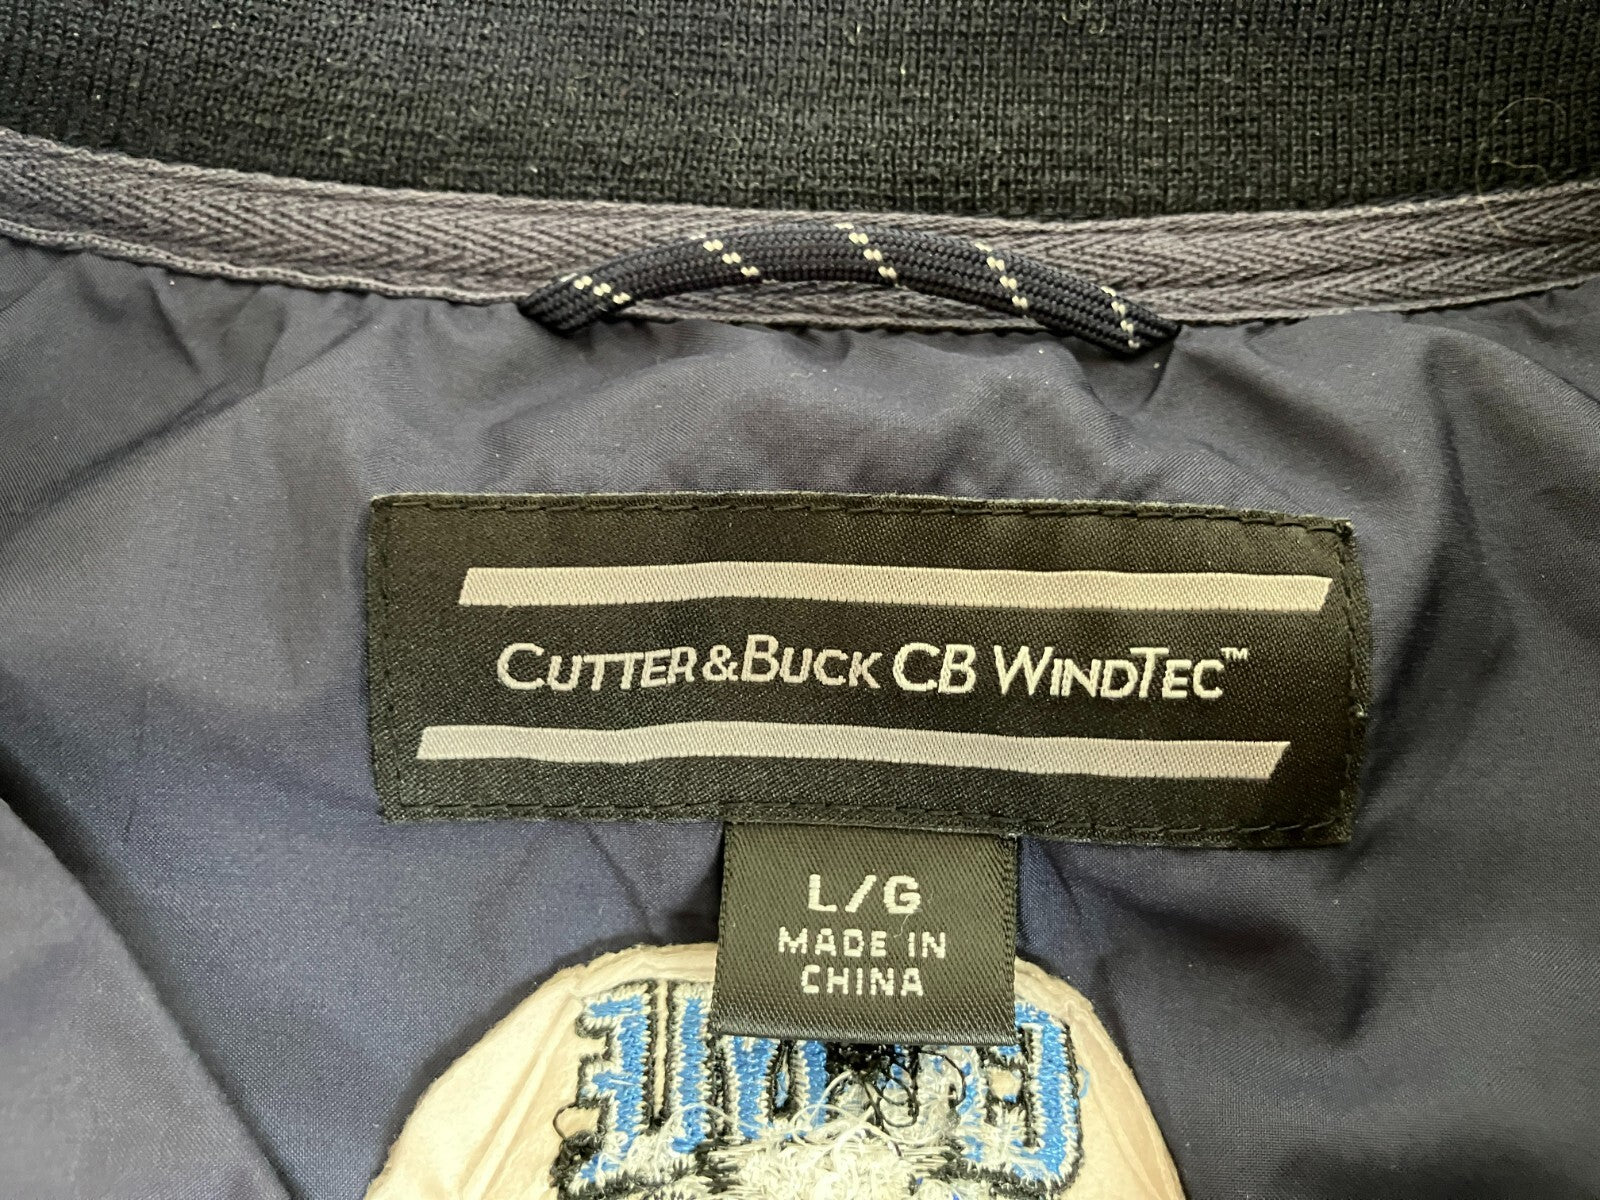 CUTTER & BUCK CB WINDTEC™
L/G
MADE IN
CHINA